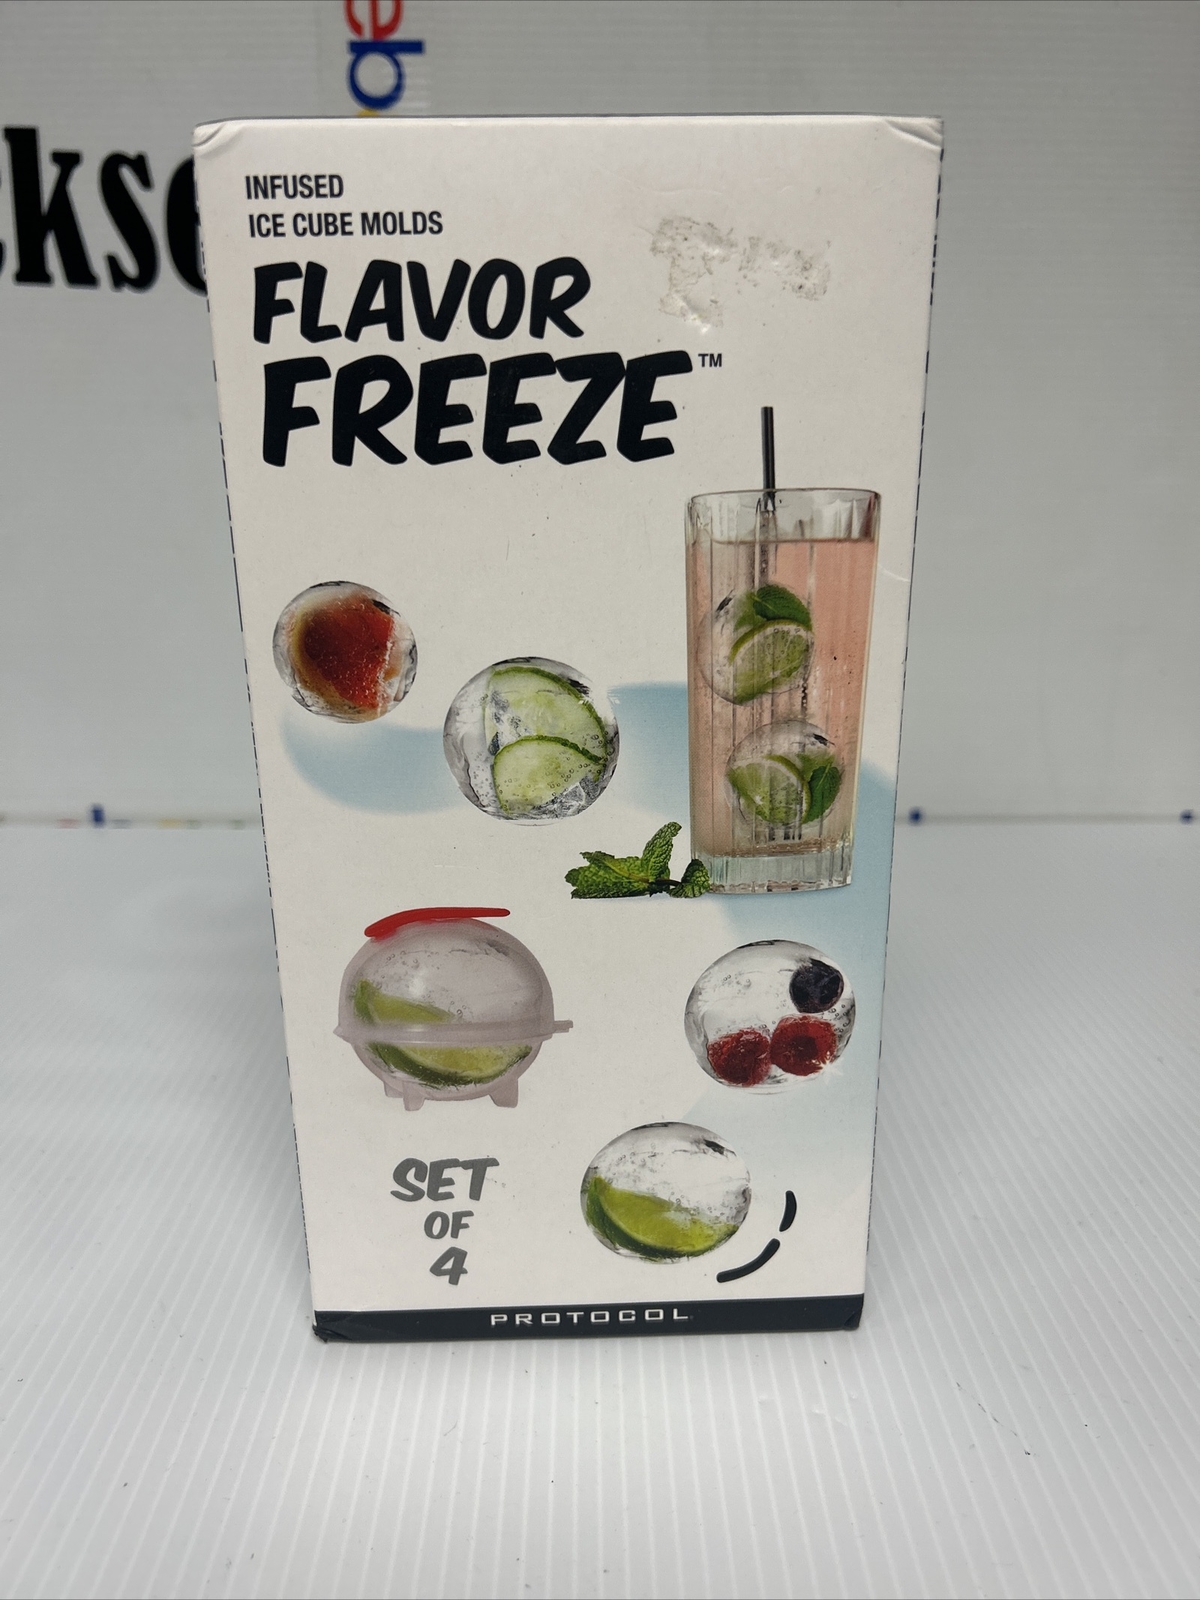 INFUSED
ICE CUBE MOLDS
FLAVOR
FREEZE™
SET
OF
4
PROTOCOL